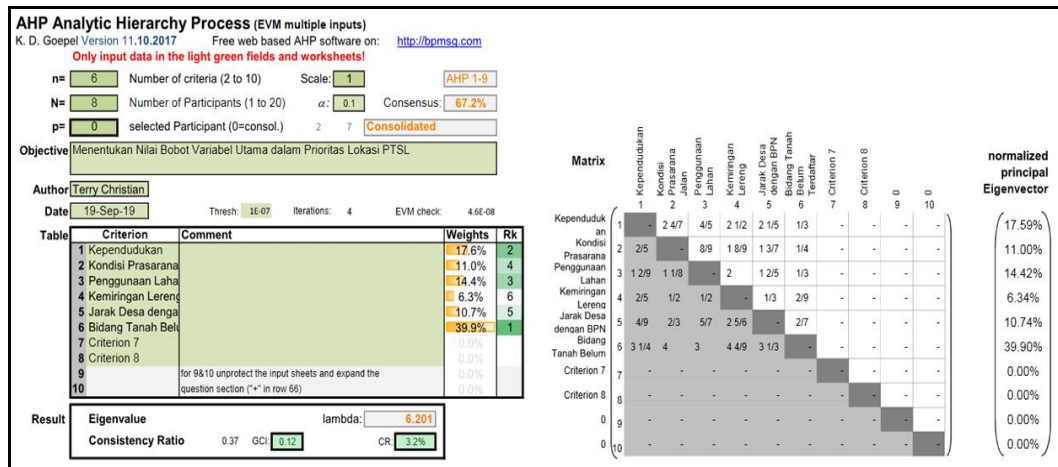 AHP Analytic Hierarchy Process (EVM multiple inputs)
K. D. Goepel Version 11.10.2017 Free web based AHP software on: http://bpmsg.com
Only input data in the light green fields and worksheets!
n= 6 Number of criteria (2 to 10) Scale: 1 AHP 1-9
N= 8 Number of Participants (1 to 20) α: 0.1 Consensus: 67.2%
p= 0 selected Participant (0=consol.) 2 7 Consolidated
Objective Menentukan Nilai Bobot Variabel Utama dalam Prioritas Lokasi PTSL
Author Terry Christian
Date 19-Sep-19 Thresh: 1E-07 Iterations: 4 EVM check: 4.6E-08
Table Criterion Comment Weights Rk
1 Kependudukan 17.6% 2
2 Kondisi Prasarana 11.0% 4
3 Penggunaan Laha 14.4% 3
4 Kemiringan Lereng 6.3% 6
5 Jarak Desa denga 10.7% 5
6 Bidang Tanah Belu 39.9% 1
7 Criterion 7 0.0%
8 Criterion 8 0.0%
9 for 9&10 unprotect the input sheets and expand the 0.0%
10 question section ("+" in row 66) 0.0%
Result Eigenvalue lambda: 6.201
Consistency Ratio 0.37 GCI: 0.12 CR: 3.2%
Matrix
Kependudukan
Kondisi Prasarana Jalan
Penggunaan Lahan
Kemiringan Lereng
Jarak Desa dengan BPN
Bidang Tanah Belum Terdaftar
Criterion 7
Criterion 8
0
0
normalized principal Eigenvector
1 2 3 4 5 6 7 8 9 10
Kependuduk an 1 - 2 4/7 4/5 2 1/2 2 1/5 1/3 - - - - 17.59%
Kondisi Prasarana 2 2/5 - 8/9 1 8/9 1 3/7 1/4 - - - - 11.00%
Penggunaan Lahan 3 1 2/9 1 1/8 - 2 1 2/5 1/3 - - - - 14.42%
Kemiringan Lereng 4 2/5 1/2 1/2 - 1/3 2/9 - - - - 6.34%
Jarak Desa dengan BPN 5 4/9 2/3 5/7 2 5/6 - 2/7 - - - - 10.74%
Bidang Tanah Belum 6 3 1/4 4 3 4 4/9 3 1/3 - - - - - 39.90%
Criterion 7 7 - - - - - - - - - - 0.00%
Criterion 8 8 - - - - - - - - - - 0.00%
0 9 - - - - - - - - - - 0.00%
0 10 - - - - - - - - - - 0.00%